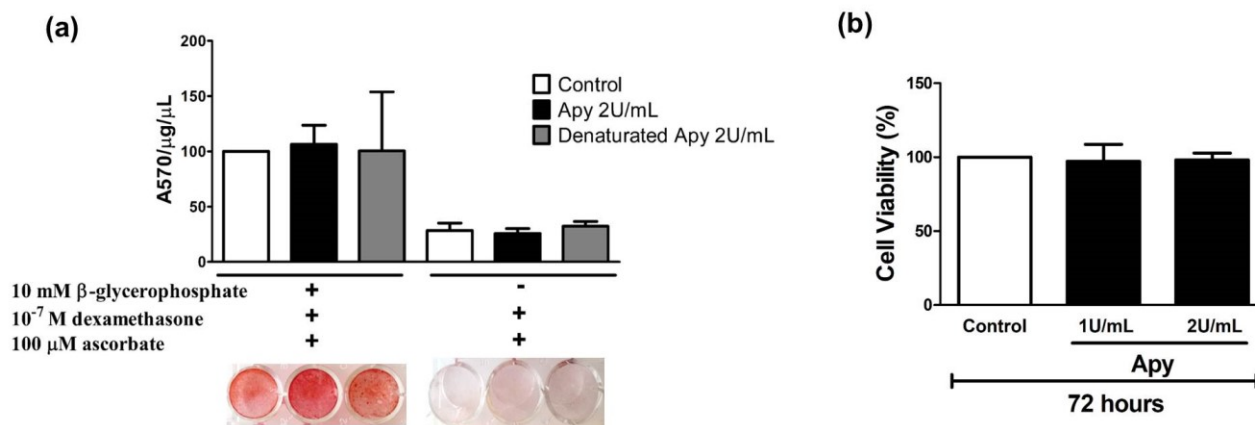 (a)
200
150
100
50
0
A570/µg/µL
Control
Apy 2U/mL
Denaturated Apy 2U/mL
10 mM β-glycerophosphate + -
10⁻⁷ M dexamethasone + +
100 µM ascorbate + +
(b)
150
100
50
0
Cell Viability (%)
Control 1U/mL 2U/mL
Apy
72 hours